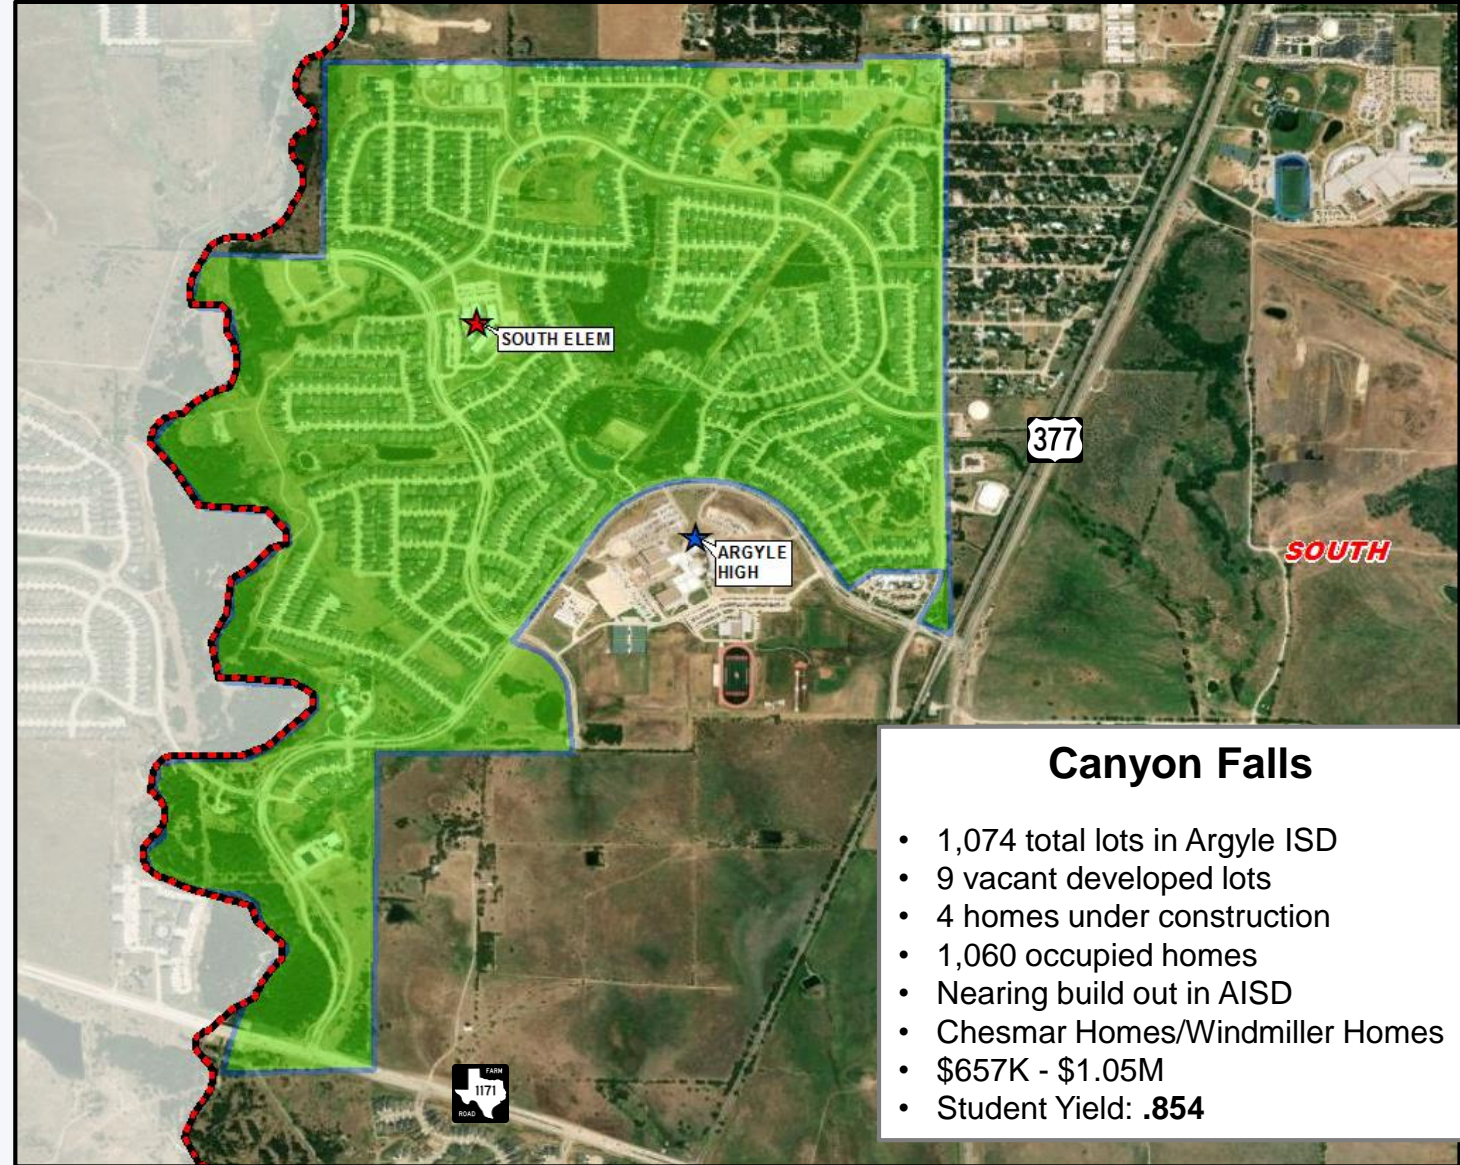 SOUTH ELEM
377
ARGYLE
HIGH
SOUTH
FARM
1171
ROAD
Canyon Falls
• 1,074 total lots in Argyle ISD
• 9 vacant developed lots
• 4 homes under construction
• 1,060 occupied homes
• Nearing build out in AISD
• Chesmar Homes/Windmiller Homes
• $657K - $1.05M
• Student Yield: .854